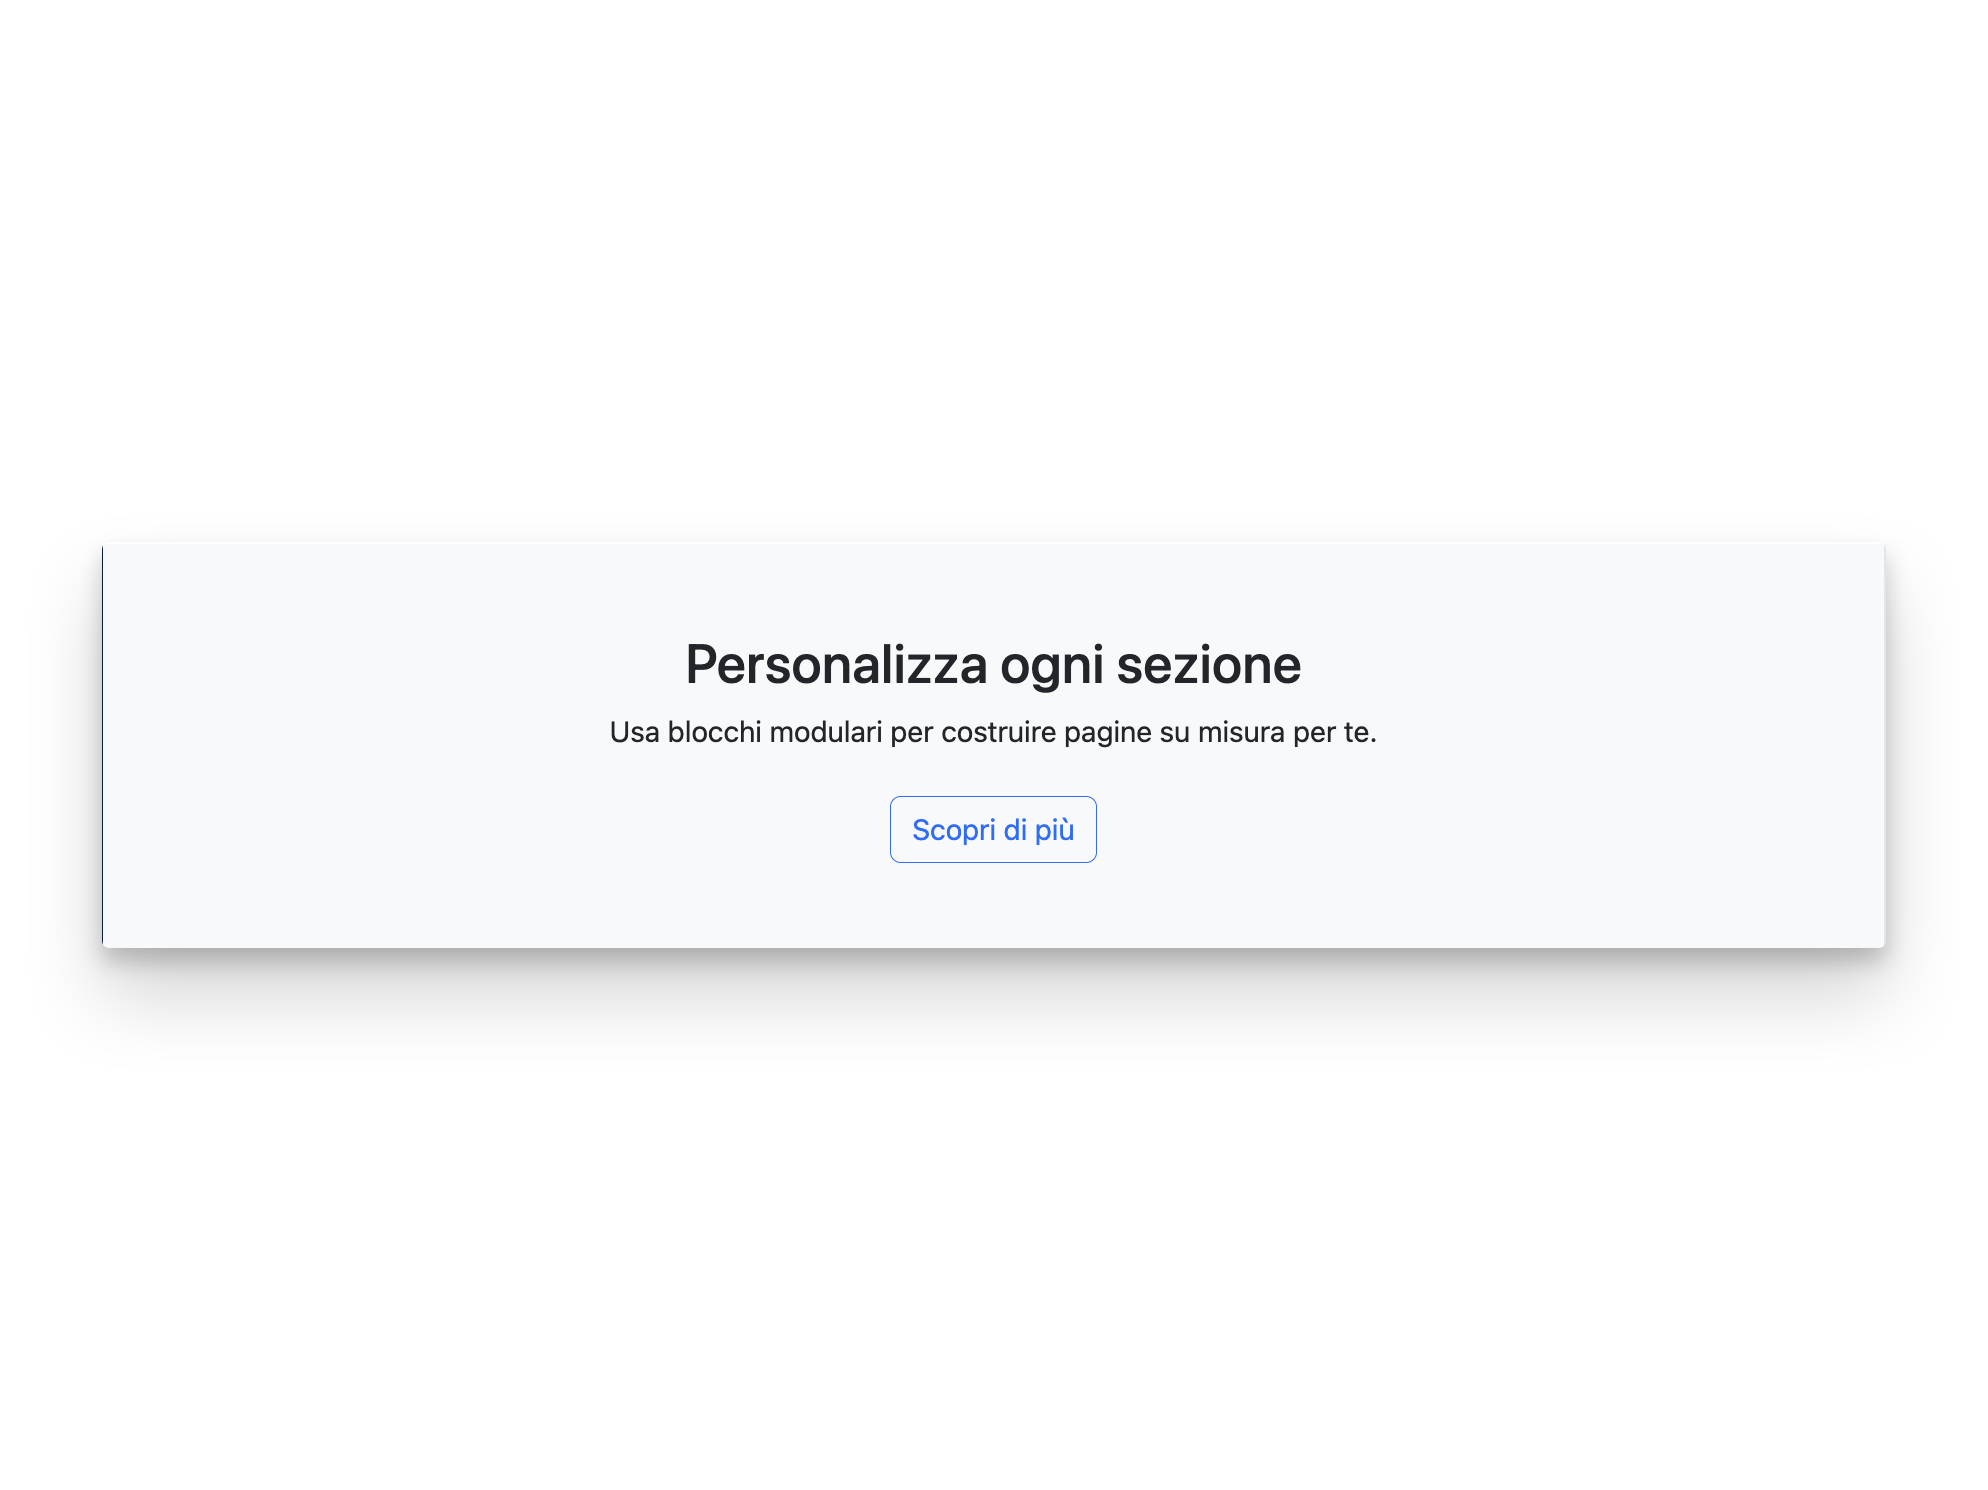 Personalizza ogni sezione
Usa blocchi modulari per costruire pagine su misura per te.
Scopri di più